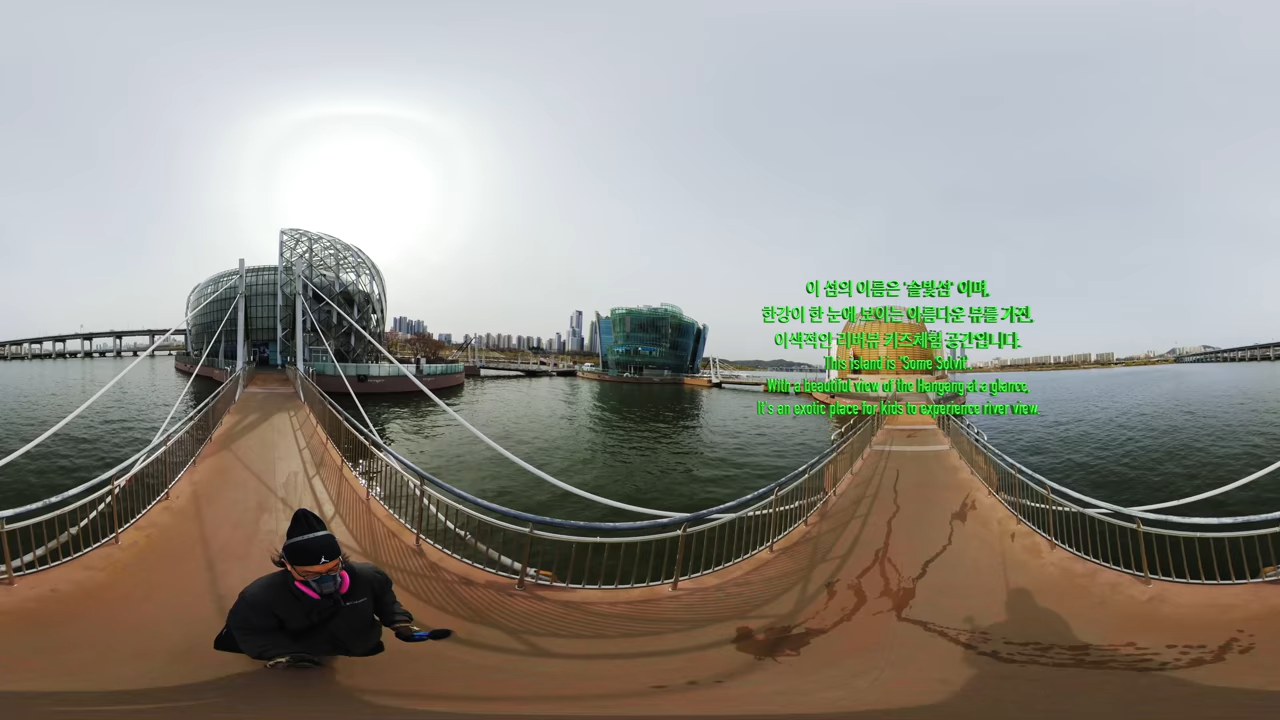 이 섬의 이름은 '솔빛섬' 이며,
한강이 한 눈에 보이는 아름다운 뷰를 가진,
이색적인 리버뷰 키즈체험 공간입니다.
This island is 'Some Solvit'.
With a beautiful view of the Hangang at a glance,
It's an exotic place for kids to experience river view.